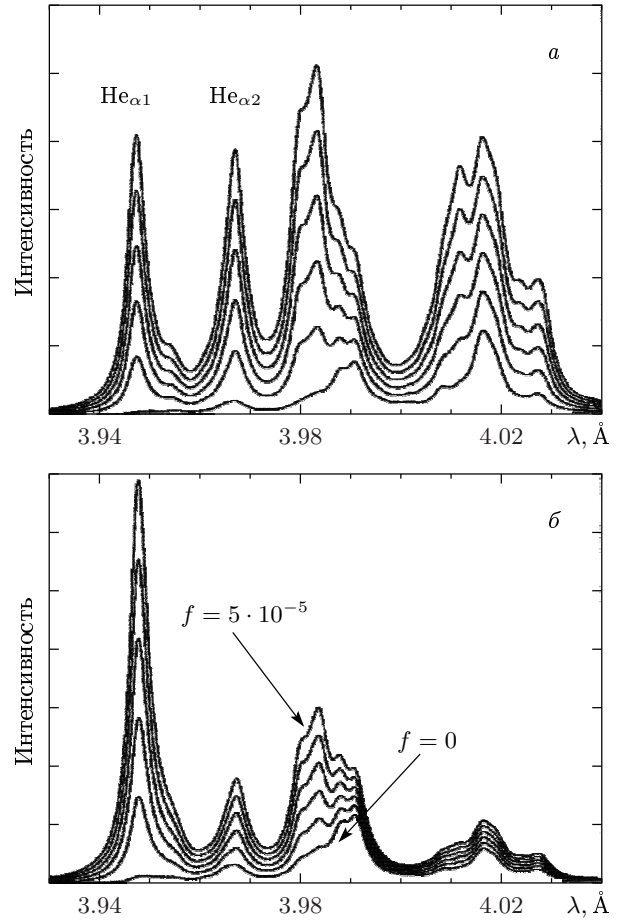 а
He_{α1} He_{α2}
Интенсивность
3.94 3.98 4.02 λ, Å
б
f = 5 · 10^{−5}
f = 0
Интенсивность
3.94 3.98 4.02 λ, Å